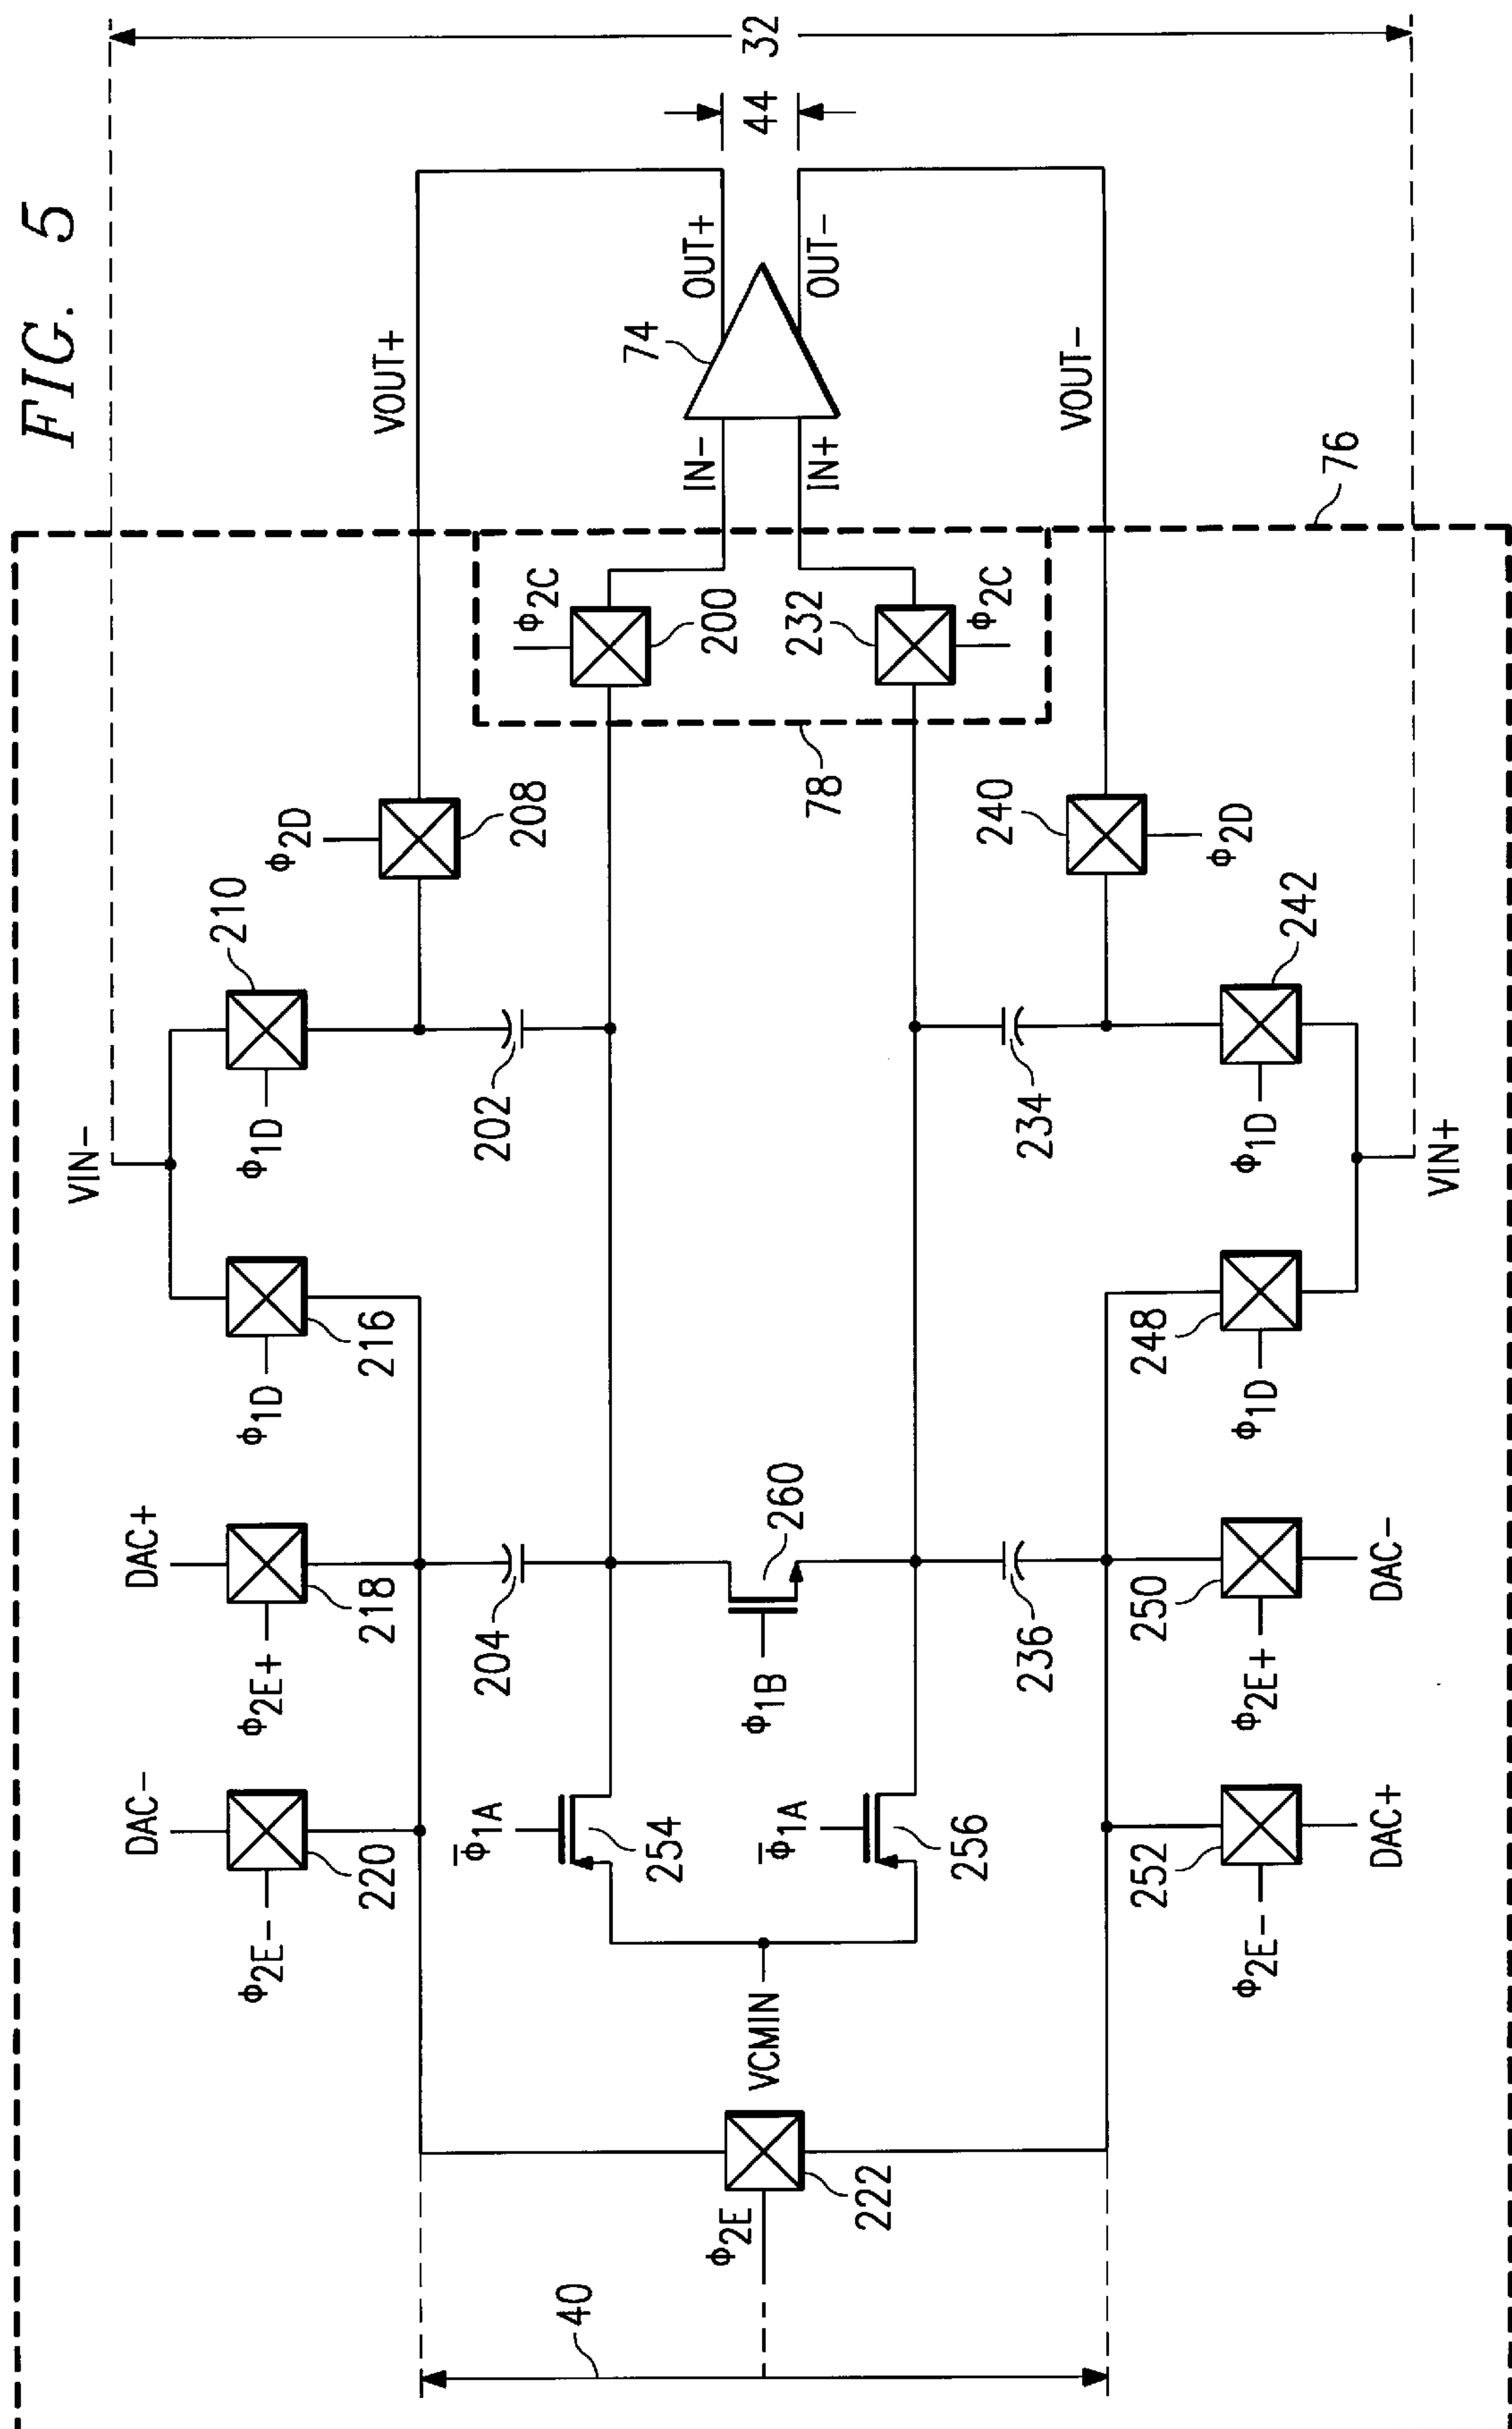 FIG. 5
32
44
VOUT+
OUT+
74
OUT-
IN-
IN+
VOUT-
76
Φ2C
200
232
Φ2C
78
Φ2D
208
240
Φ2D
210
242
Φ1D
202
234
Φ1D
VIN-
VIN+
216
248
Φ1D
Φ1D
DAC+
218
204
260
236
250
DAC-
Φ2E+
Φ1B
Φ2E+
DAC-
220
Φ̅1A
254
Φ̅1A
256
252
DAC+
Φ2E-
Φ2E-
VCMIN
222
Φ2E
40